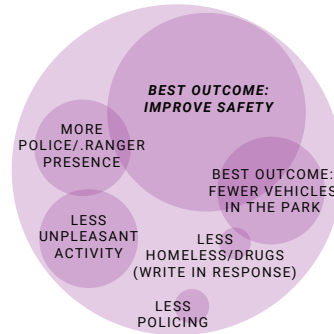 BEST OUTCOME:
IMPROVE SAFETY
MORE
POLICE/.RANGER
PRESENCE
BEST OUTCOME:
FEWER VEHICLES
IN THE PARK
LESS
UNPLEASANT
ACTIVITY
LESS
HOMELESS/DRUGS
(WRITE IN RESPONSE)
LESS
POLICING